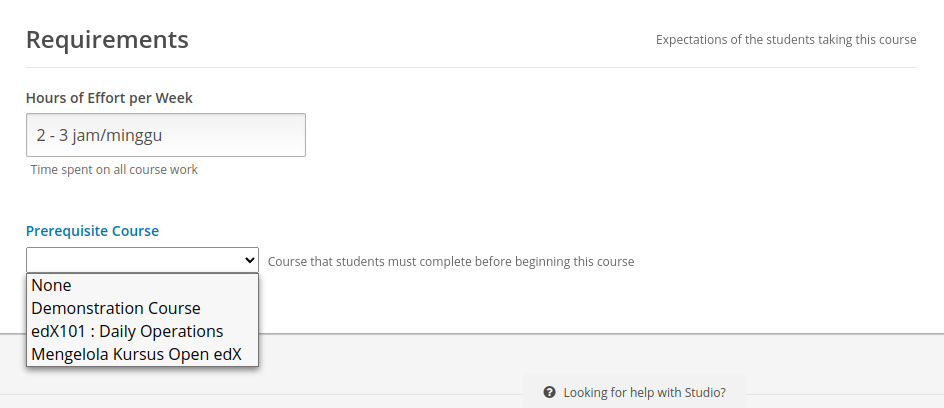 Requirements
Expectations of the students taking this course
Hours of Effort per Week
2 - 3 jam/minggu
Time spent on all course work
Prerequisite Course
Course that students must complete before beginning this course
None
Demonstration Course
edX101 : Daily Operations
Mengelola Kursus Open edX
Looking for help with Studio?